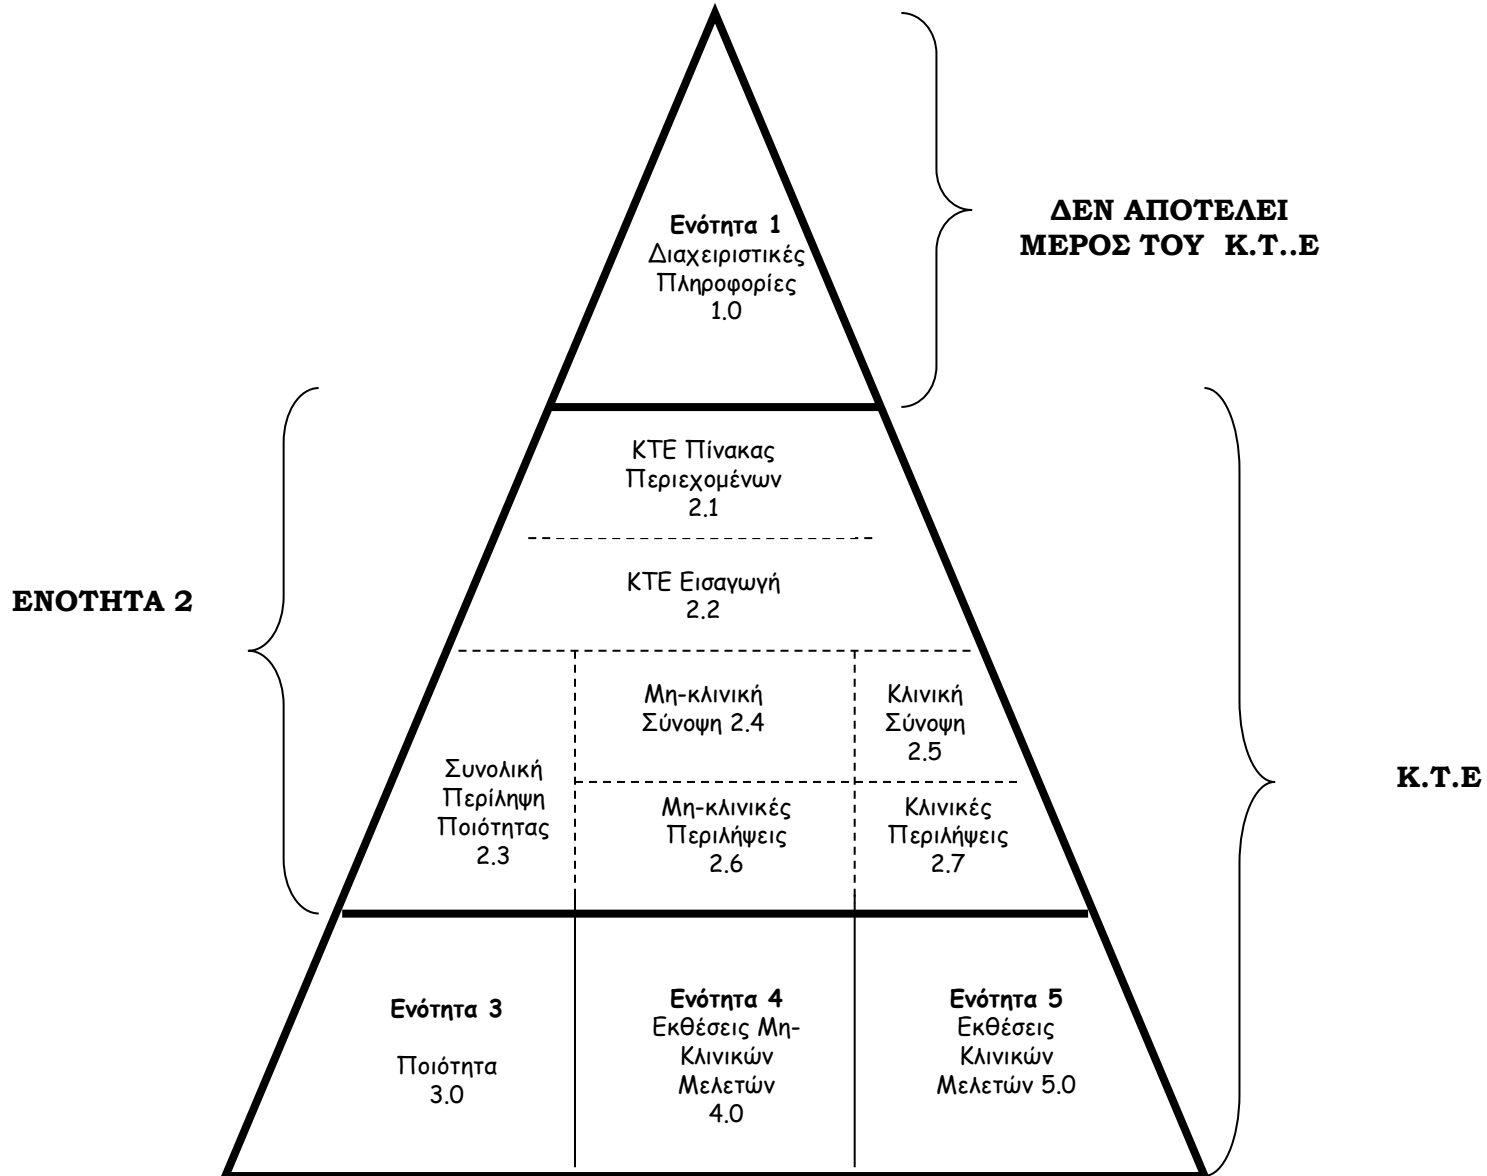 Ενότητα 1
Διαχειριστικές
Πληροφορίες
1.0
ΔΕΝ ΑΠΟΤΕΛΕΙ
ΜΕΡΟΣ ΤΟΥ Κ.Τ..Ε
ΚΤΕ Πίνακας
Περιεχομένων
2.1
ΚΤΕ Εισαγωγή
2.2
ΕΝΟΤΗΤΑ 2
Συνολική
Περίληψη
Ποιότητας
2.3
Μη-κλινική
Σύνοψη 2.4
Κλινική
Σύνοψη
2.5
Μη-κλινικές
Περιλήψεις
2.6
Κλινικές
Περιλήψεις
2.7
Κ.Τ.Ε
Ενότητα 3
Ποιότητα
3.0
Ενότητα 4
Εκθέσεις Μη-
Κλινικών
Μελετών
4.0
Ενότητα 5
Εκθέσεις
Κλινικών
Μελετών 5.0